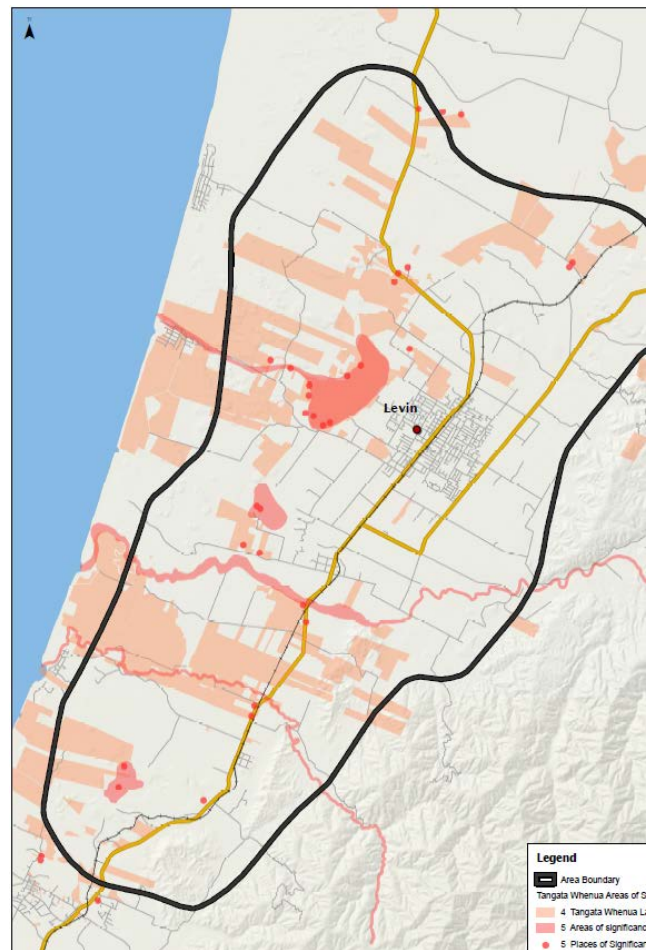 Levin
Legend
Area Boundary
Tangata Whenua Areas of S
4 Tangata Whenua La
5 Areas of significanc
5 Places of Significan